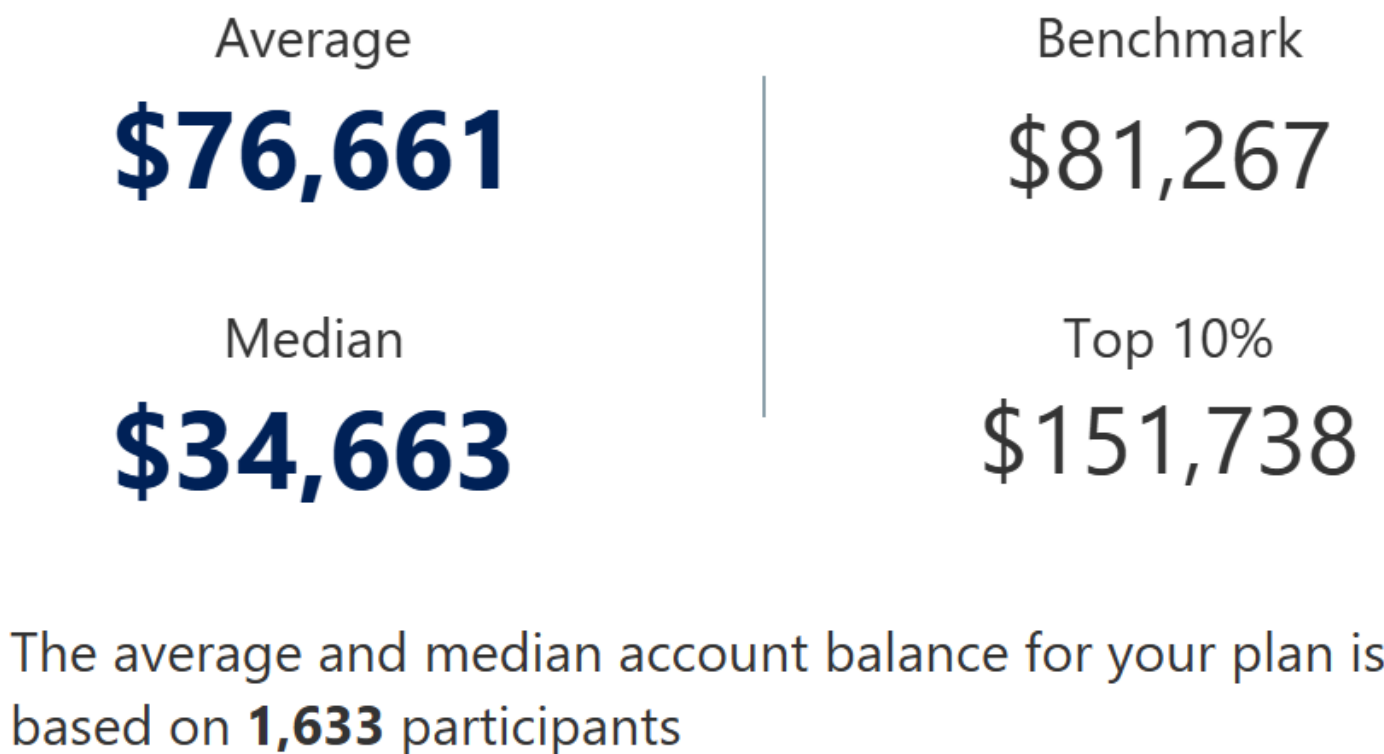 Average
$76,661
Median
$34,663
Benchmark
$81,267
Top 10%
$151,738
The average and median account balance for your plan is
based on 1,633 participants